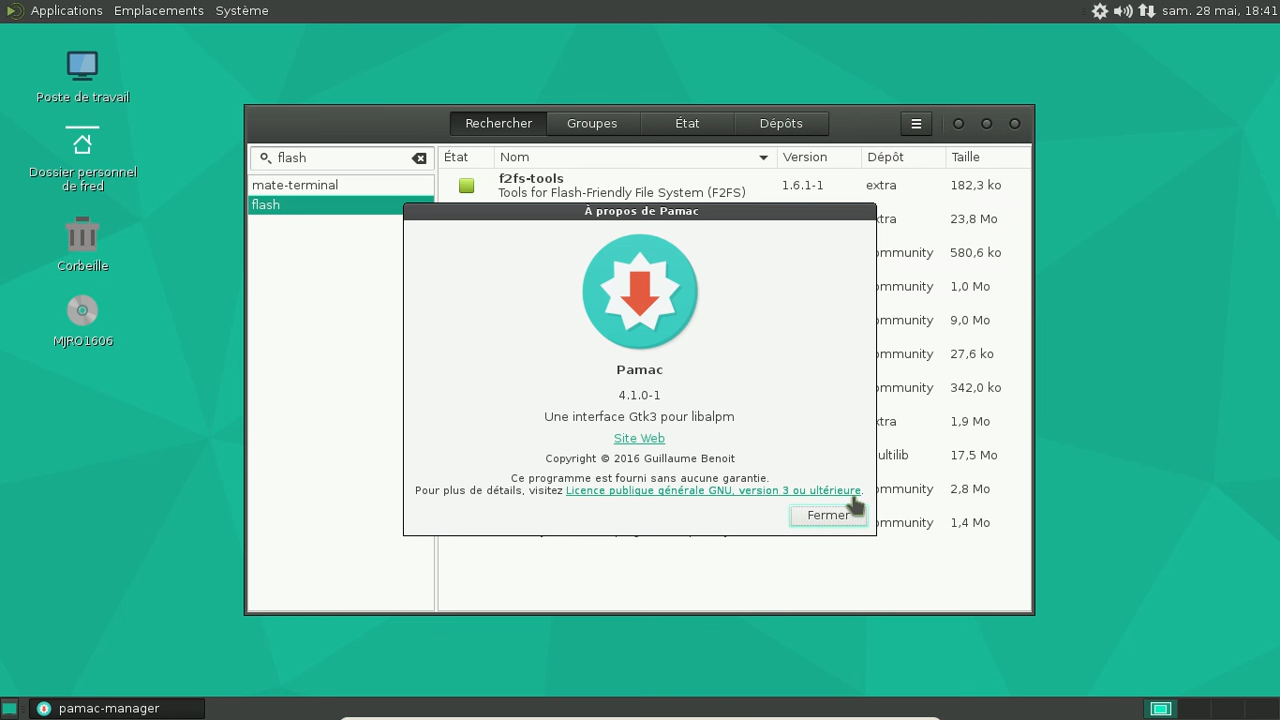 Applications Emplacements Système
sam. 28 mai, 18:41
Poste de travail
Dossier personnel
de fred
Corbeille
MJRO1606
Rechercher Groupes État Dépôts
flash
mate-terminal
flash
État Nom Version Dépôt Taille
f2fs-tools
Tools for Flash-Friendly File System (F2FS)
1.6.1-1 extra 182,3 ko
23,8 Mo
580,6 ko
1,0 Mo
9,0 Mo
27,6 ko
342,0 ko
1,9 Mo
17,5 Mo
2,8 Mo
1,4 Mo
À propos de Pamac
Pamac
4.1.0-1
Une interface Gtk3 pour libalpm
Site Web
Copyright © 2016 Guillaume Benoit
Ce programme est fourni sans aucune garantie.
Pour plus de détails, visitez Licence publique générale GNU, version 3 ou ultérieure.
Fermer
pamac-manager